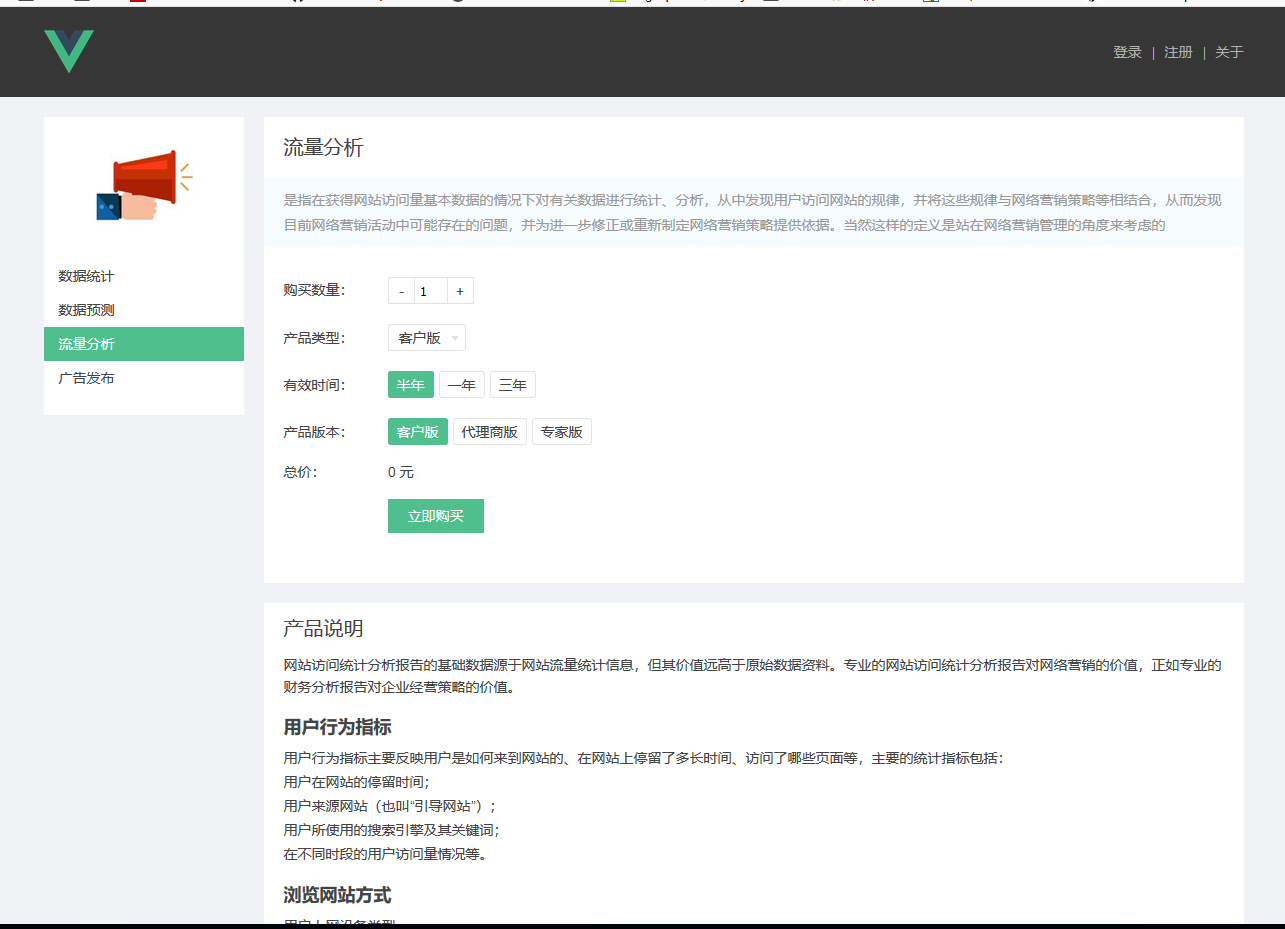 登录 | 注册 | 关于
数据统计
数据预测
流量分析
广告发布
流量分析
是指在获得网站访问量基本数据的情况下对有关数据进行统计、分析，从中发现用户访问网站的规律，并将这些规律与网络营销策略等相结合，从而发现
目前网络营销活动中可能存在的问题，并为进一步修正或重新制定网络营销策略提供依据。当然这样的定义是站在网络营销管理的角度来考虑的
购买数量： - 1 +
产品类型： 客户版
有效时间： 半年 一年 三年
产品版本： 客户版 代理商版 专家版
总价： 0 元
立即购买
产品说明
网站访问统计分析报告的基础数据源于网站流量统计信息，但其价值远高于原始数据资料。专业的网站访问统计分析报告对网络营销的价值，正如专业的
财务分析报告对企业经营策略的价值。
用户行为指标
用户行为指标主要反映用户是如何来到网站的、在网站上停留了多长时间、访问了哪些页面等，主要的统计指标包括：
用户在网站的停留时间；
用户来源网站（也叫“引导网站”）；
用户所使用的搜索引擎及其关键词；
在不同时段的用户访问量情况等。
浏览网站方式